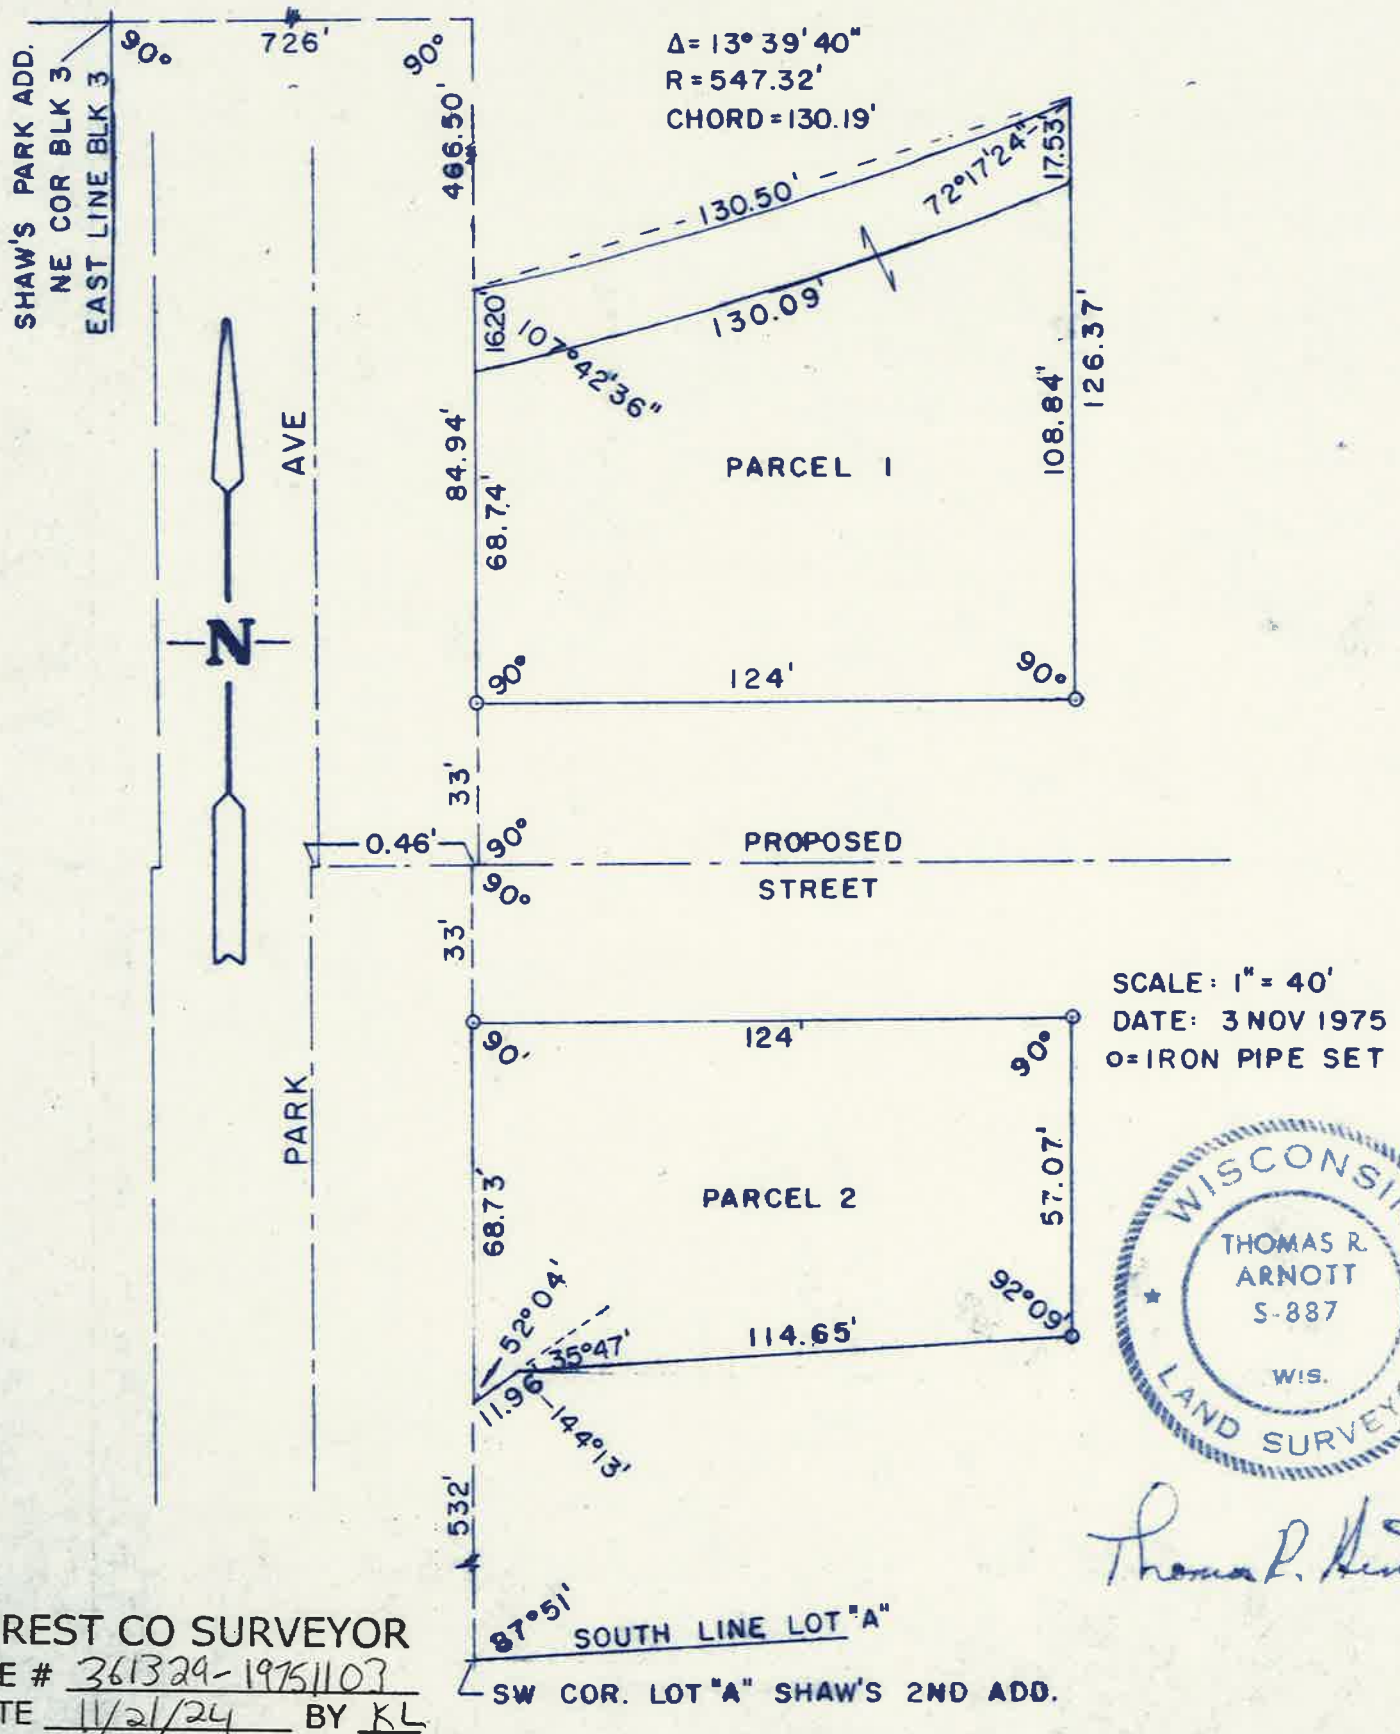 SHAW'S PARK ADD.
NE COR BLK 3
EAST LINE BLK 3
90°
726'
90°
466.50'
Δ = 13° 39' 40"
R = 547.32'
CHORD = 130.19'
130.50'
72°17'24"
17.53'
16.20'
107°42'36"
130.09'
126.37'
108.84'
84.94'
68.74'
PARCEL 1
AVE
N
90°
124'
90°
33'
0.46'
90°
90°
PROPOSED
STREET
33'
SCALE: 1" = 40'
DATE: 3 NOV 1975
o=IRON PIPE SET
124'
90'
90°
PARK
68.73'
PARCEL 2
57.07'
52°04'
35°47'
114.65'
92°09'
11.96
144°13'
WISCONSI
THOMAS R.
ARNOTT
S-887
WIS.
LAND SURVEY
532'
Thomas R.
87°51'
SOUTH LINE LOT "A"
SW COR. LOT "A" SHAW'S 2ND ADD.
REST CO SURVEYOR
E # 361329-19751103
TE 11/21/24 BY KL